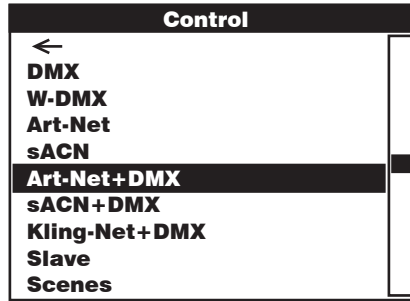 Control
←
DMX
W-DMX
Art-Net
sACN
Art-Net+DMX
sACN+DMX
Kling-Net+DMX
Slave
Scenes